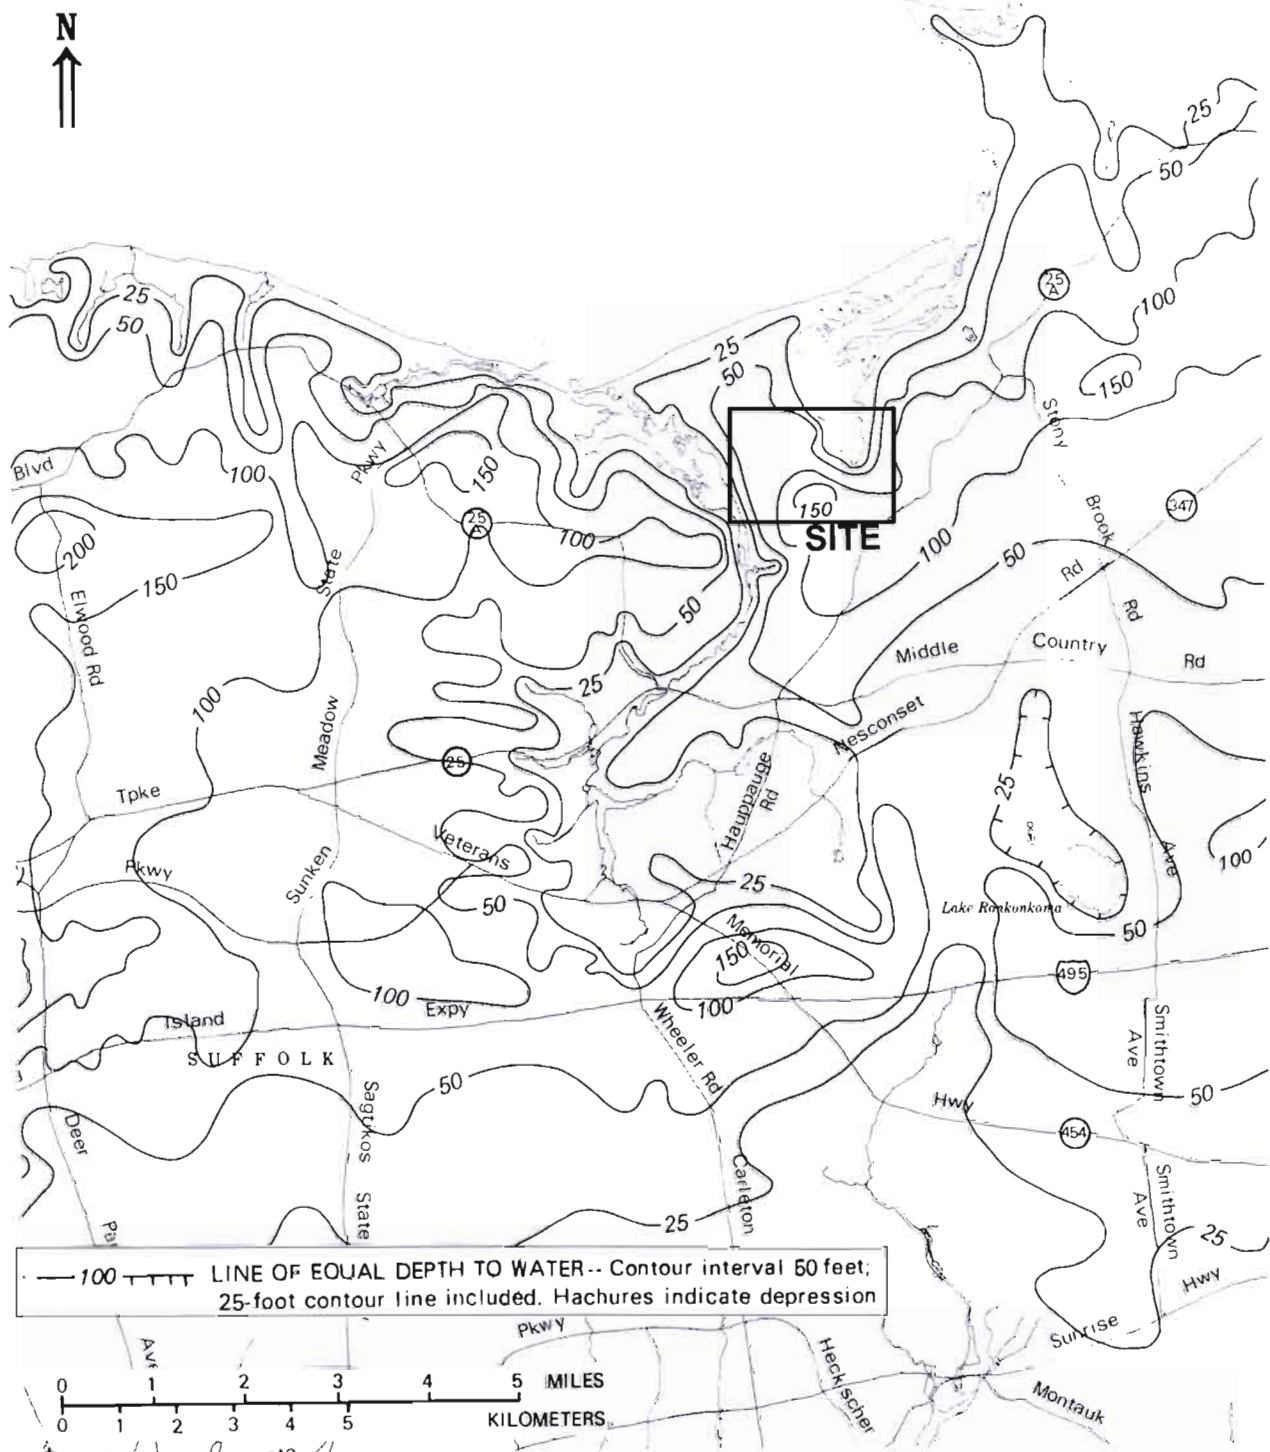 N
25
50
25
50
25
A
100
150
25
50
25
50
Stony
Blvd
100
Pkwy
150
150
SITE
Brook
347
25
A
100
100
50
200
150
State
Rd
Elwood Rd
50
Rd
Middle
Country
Rd
25
100
Meadow
Nesconset
Hawkins
25
25
Tpke
Hauppauge
Rd
Veterans
Ave
100
Pkwy
Sunken
25
50
Lake Ronkonkoma
50
Memorial
150
495
100
Expy
100
Wheeler Rd
Island
SUFFOLK
Smithtown
Ave
50
50
Hwy
454
Deer
Sagtikos
Carleton
State
Smithtown
Ave
25
25
Hwy
100 LINE OF EQUAL DEPTH TO WATER-- Contour interval 50 feet;
25-foot contour line included. Hachures indicate depression
Sunrise
Pkwy
Heckscher
Montauk
0 1 2 3 4 5 MILES
0 1 2 3 4 5 KILOMETERS